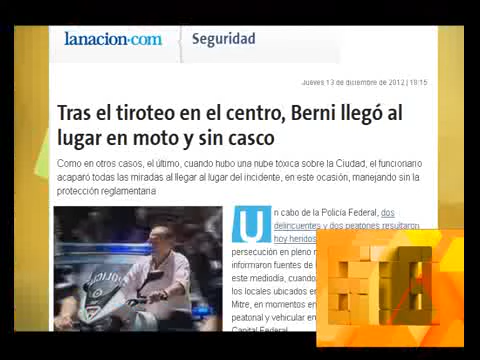 lanacion.com
Seguridad
Jueves 13 de diciembre de 2012 | 18:15
Tras el tiroteo en el centro, Berni llegó al
lugar en moto y sin casco
Como en otros casos, el último, cuando hubo una nube tóxica sobre la Ciudad, el funcionario
acaparó todas las miradas al llegar al lugar del incidente, en este ocasión, manejando sin la
protección reglamentaria
Un cabo de la Policía Federal, dos
delincuentes y dos peatones resultaron
hoy heridos
persecución en pleno
informaron fuentes de
este mediodía, cuando
los locales ubicados en
Mitre, en momentos en
peatonal y vehicular en
Capital Federal.